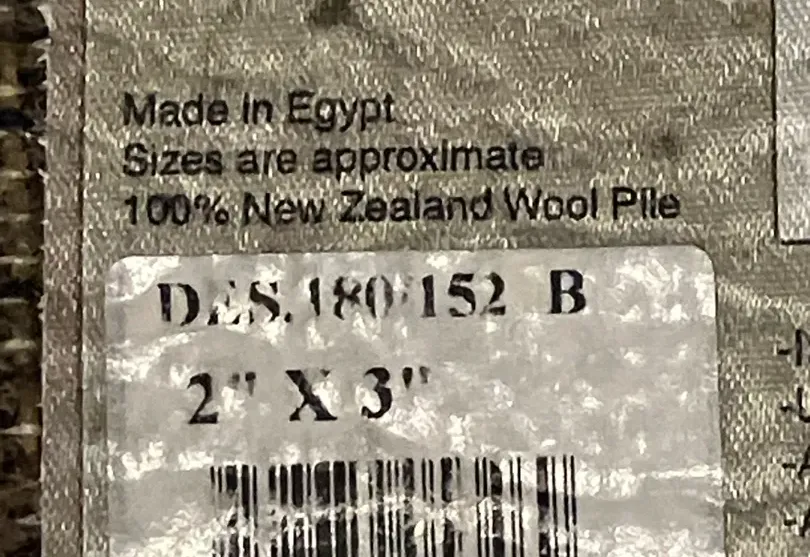 Made in Egypt
Sizes are approximate
100% New Zealand Wool Pile
DES. 180 152 B
2" X 3"